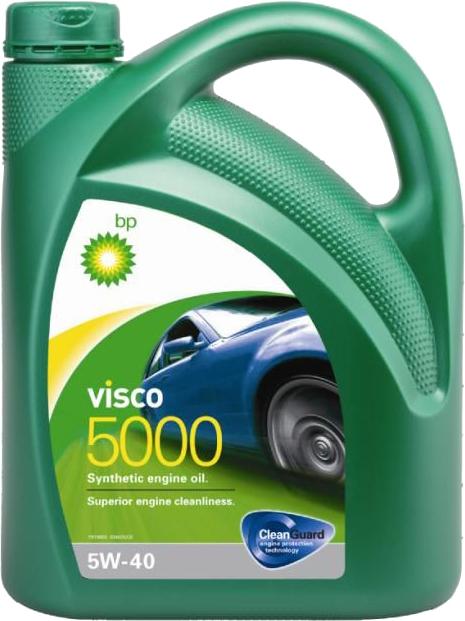 bp
visco
5000
Synthetic engine oil.
Superior engine cleanliness.
CleanGuard
engine protection
technology
5W-40